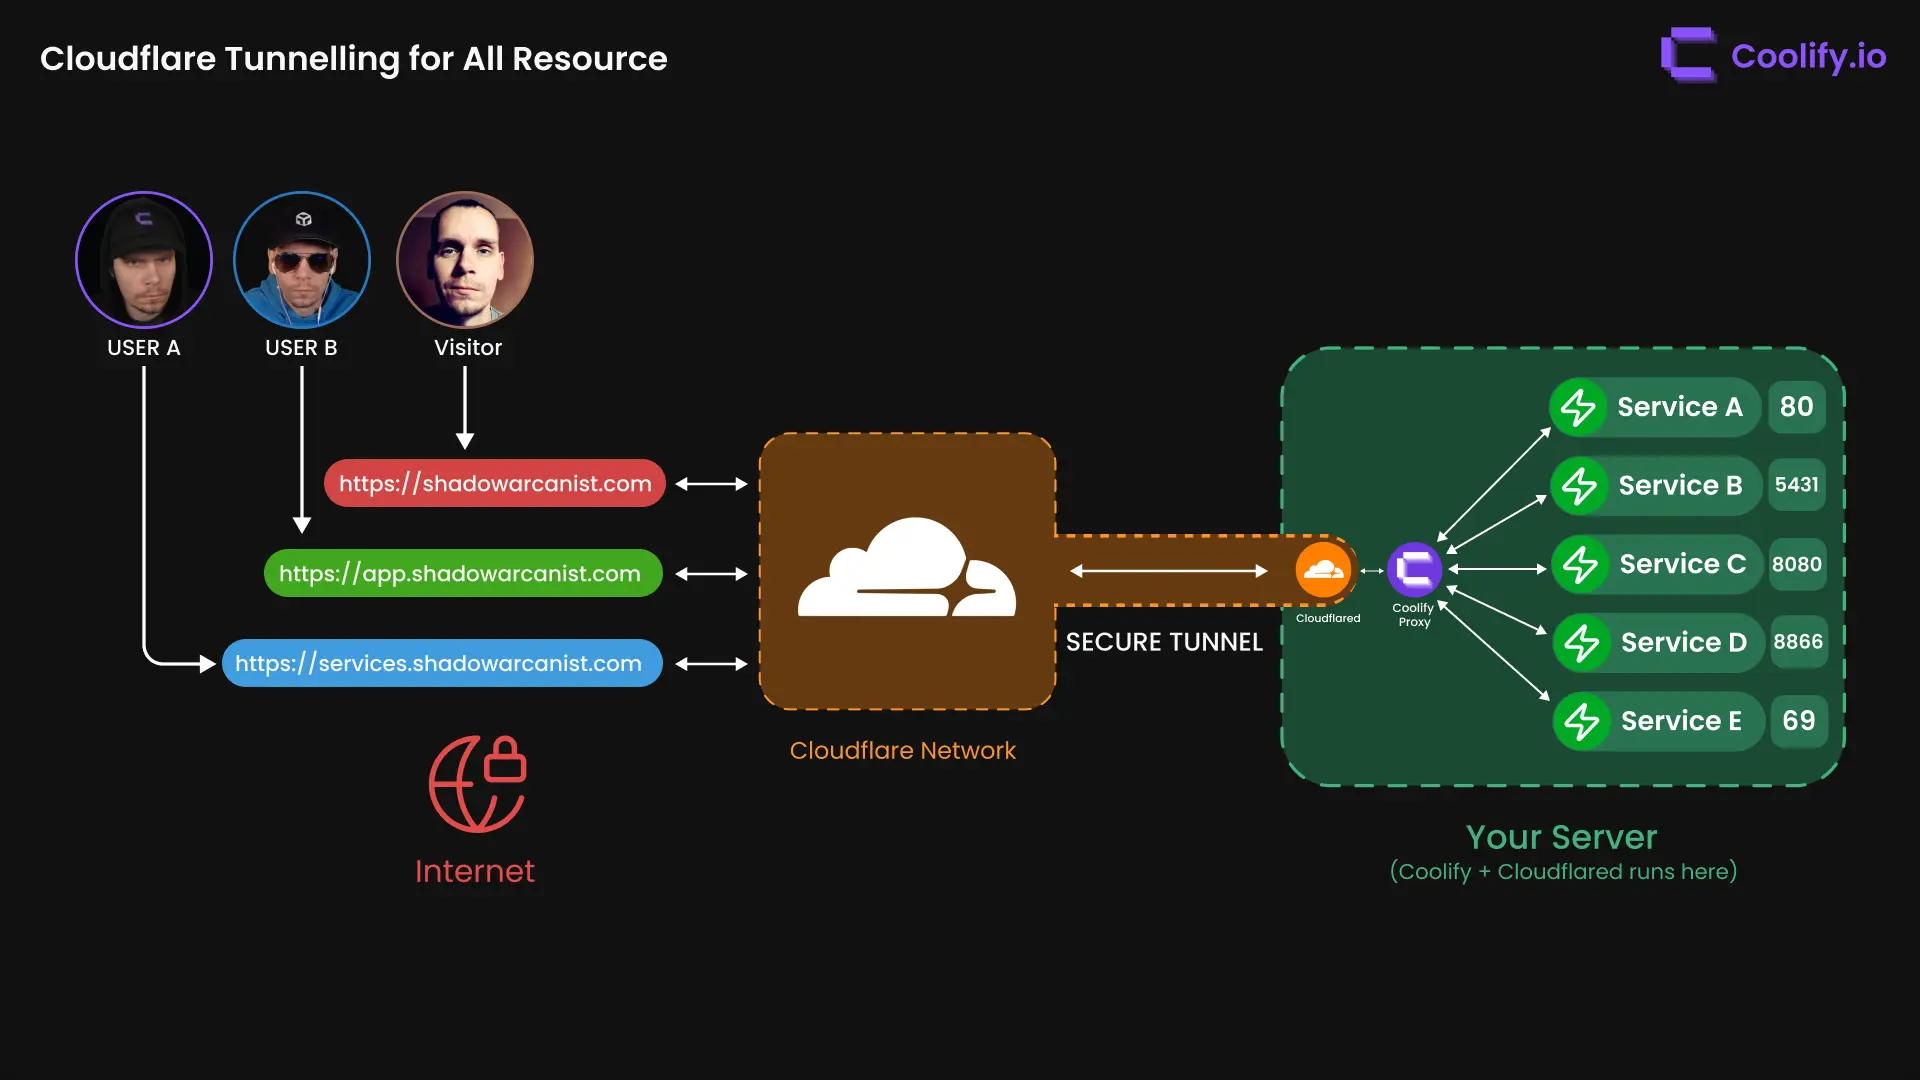 Cloudflare Tunnelling for All Resource
Coolify.io
USER A
USER B
Visitor
https://shadowarcanist.com
https://app.shadowarcanist.com
https://services.shadowarcanist.com
Internet
Cloudflare Network
SECURE TUNNEL
Cloudflared
Coolify
Proxy
Service A
80
Service B
5431
Service C
8080
Service D
8866
Service E
69
Your Server
(Coolify + Cloudflared runs here)